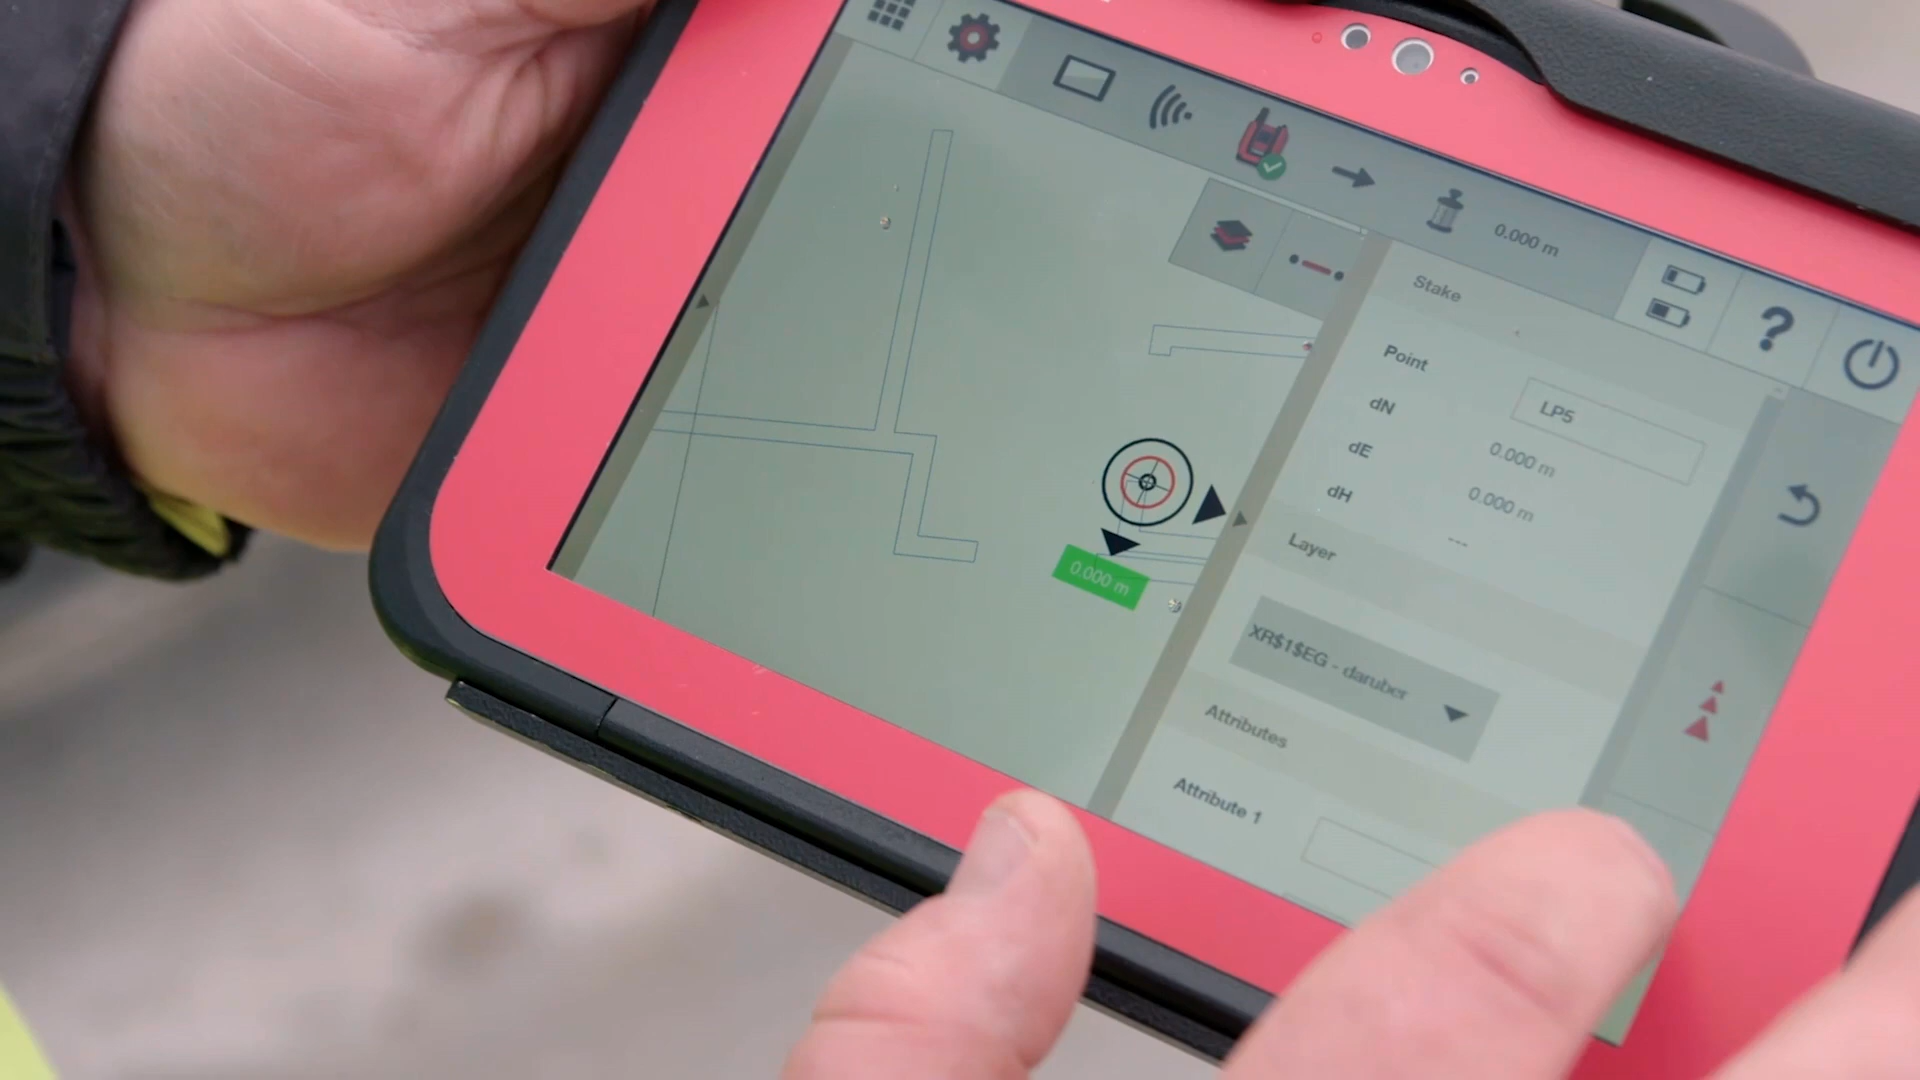 0.000 m
Stake
Point
LP5
dN
0.000 m
dE
0.000 m
dH
---
Layer
XR$1$EG - daruber
Attributes
Attribute 1
0.000 m